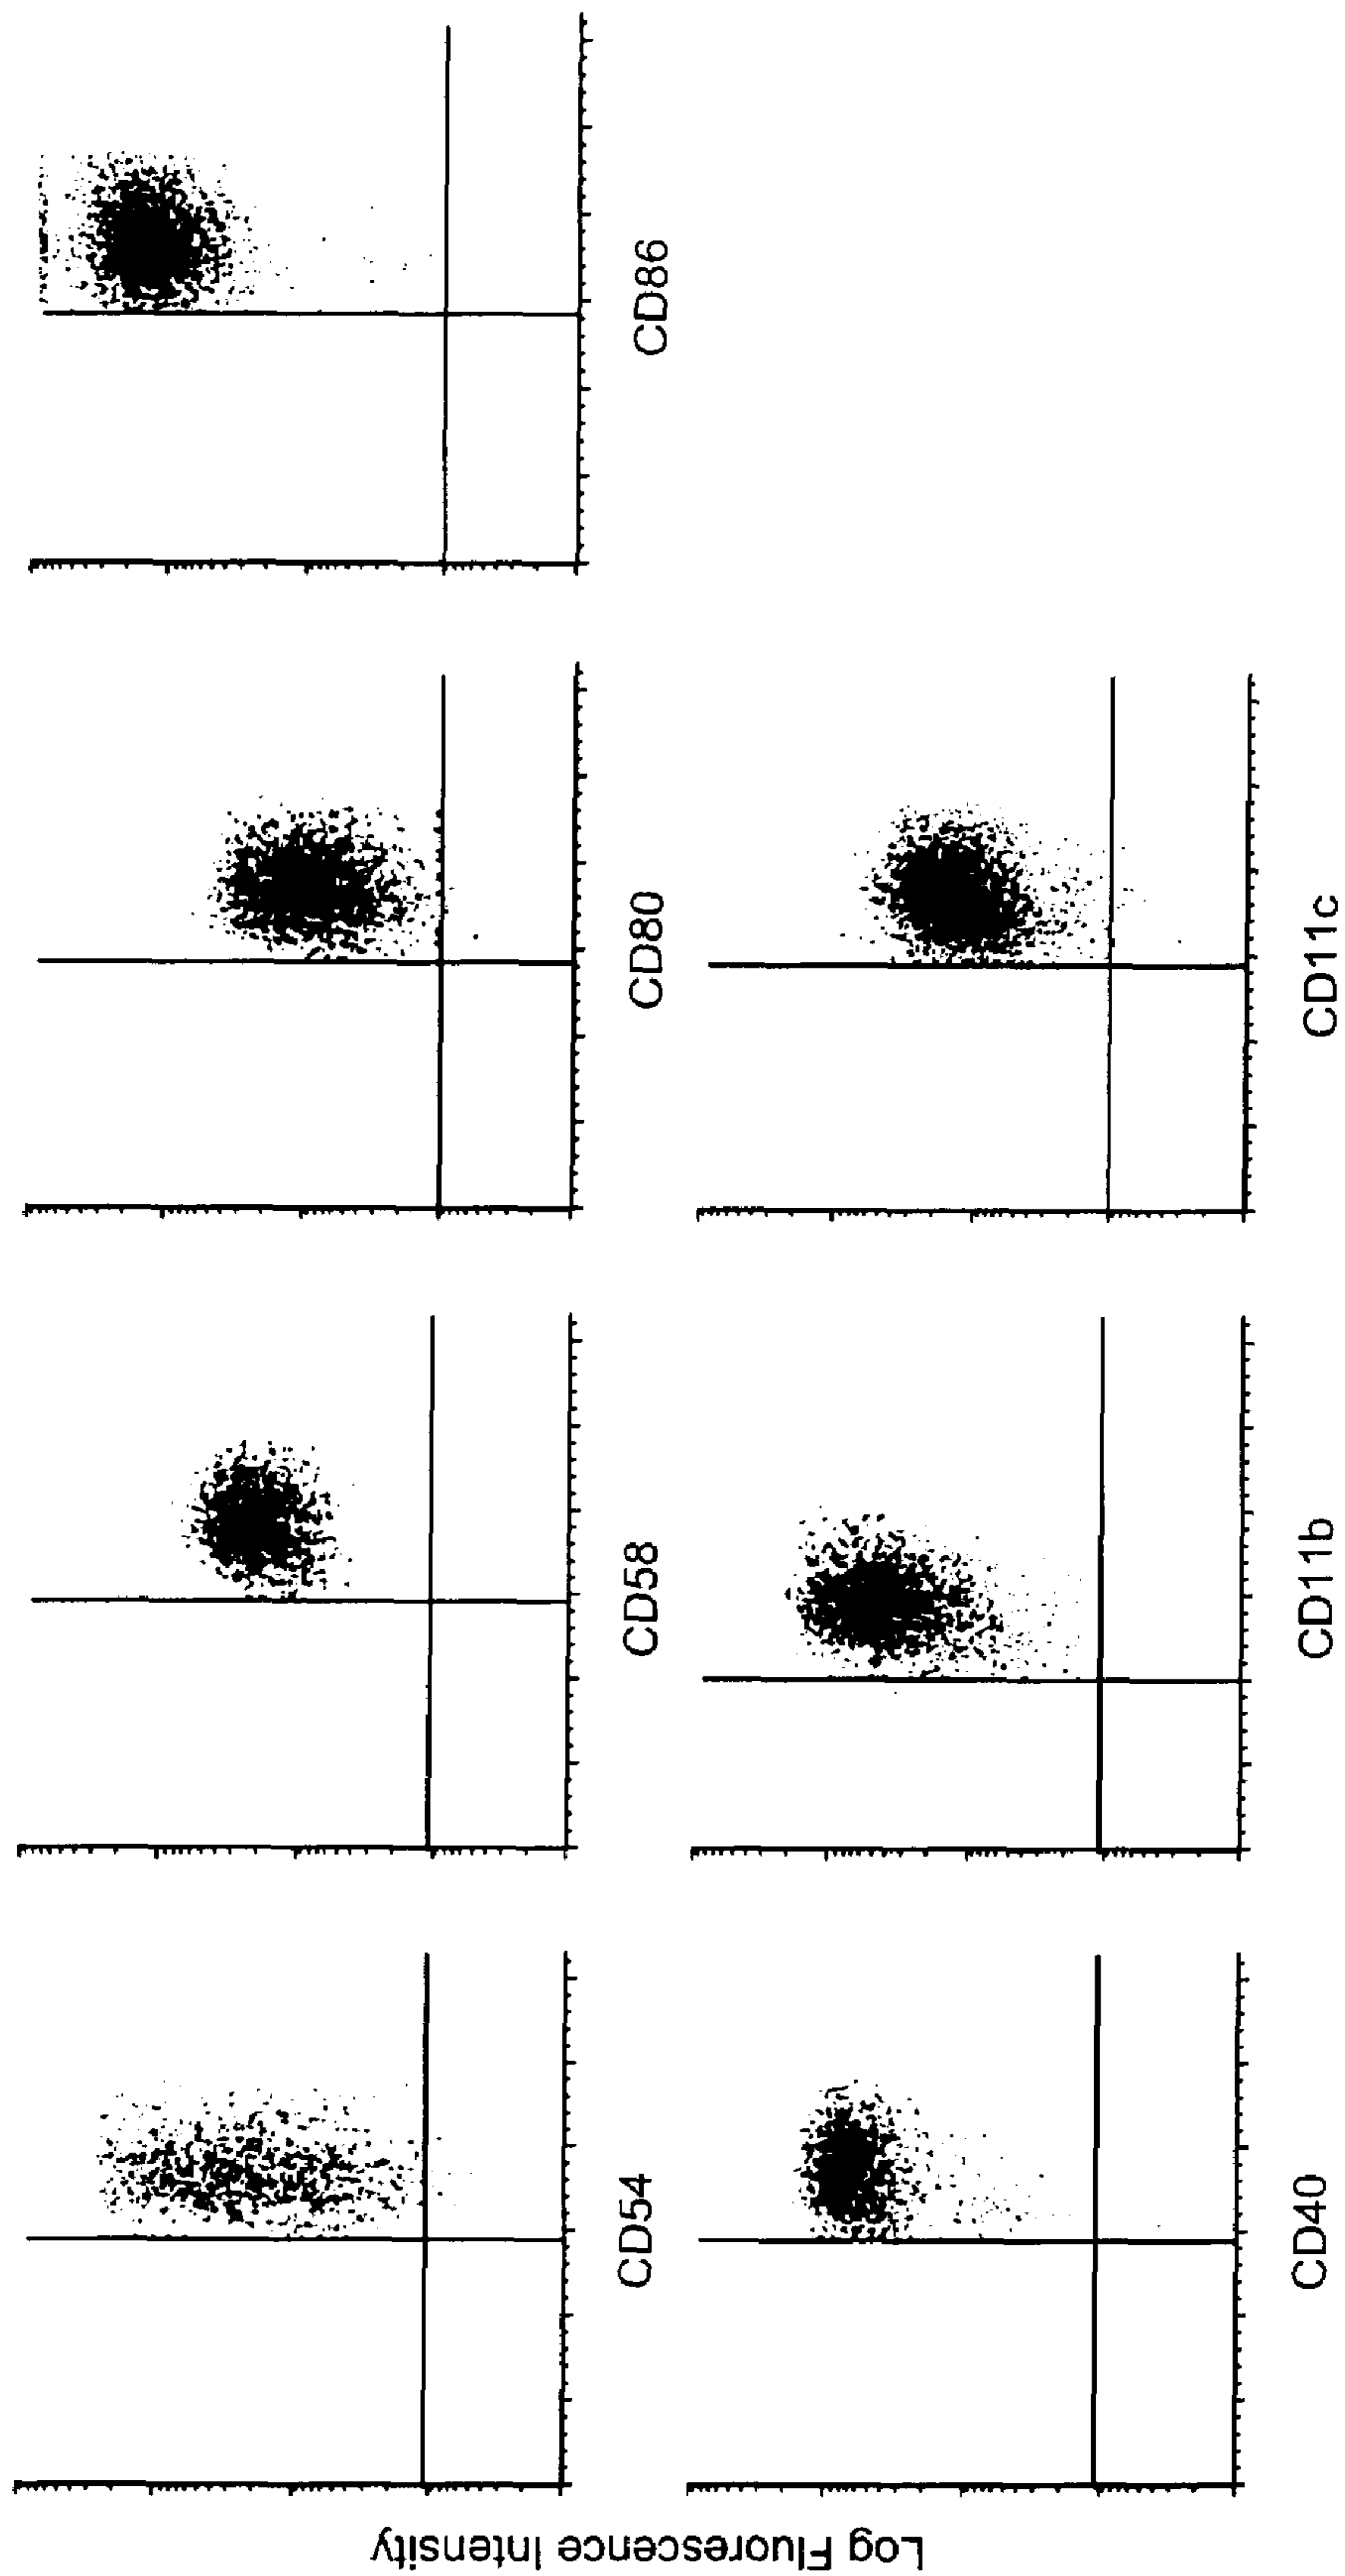 Log Fluorescence Intensity
CD54
CD58
CD80
CD86
CD40
CD11b
CD11c